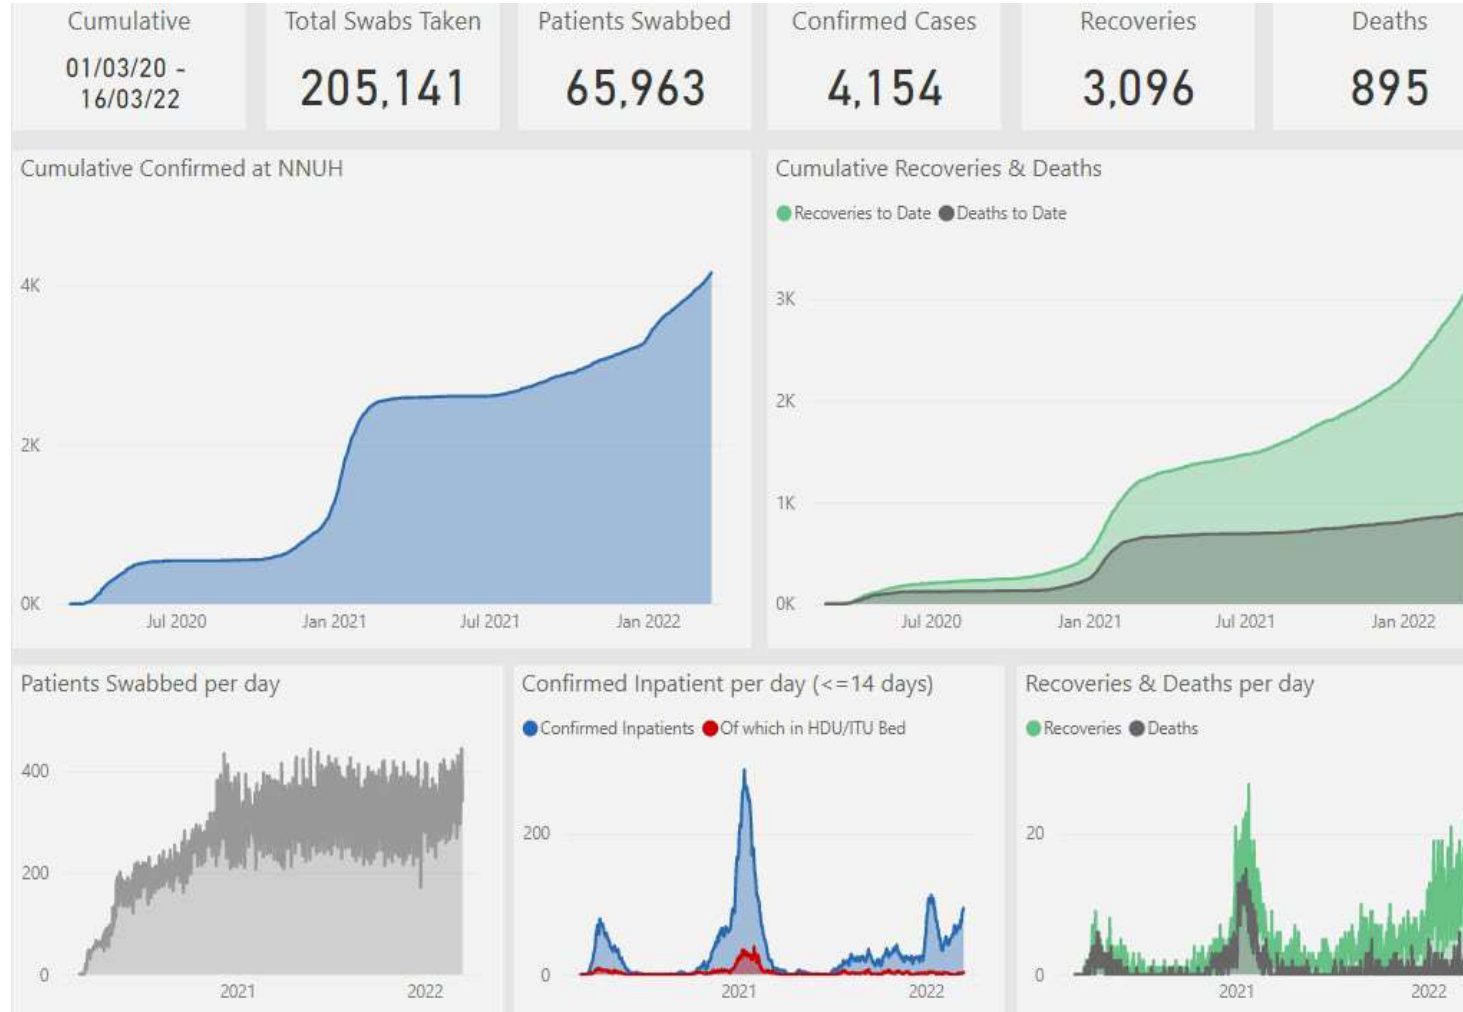 Cumulative
01/03/20 -
16/03/22
Total Swabs Taken
205,141
Patients Swabbed
65,963
Confirmed Cases
4,154
Recoveries
3,096
Deaths
895
Cumulative Confirmed at NNUH
4K
2K
0K
Jul 2020 Jan 2021 Jul 2021 Jan 2022
Cumulative Recoveries & Deaths
Recoveries to Date Deaths to Date
3K
2K
1K
0K
Jul 2020 Jan 2021 Jul 2021 Jan 2022
Patients Swabbed per day
400
200
0
2021 2022
Confirmed Inpatient per day (<=14 days)
Confirmed Inpatients Of which in HDU/ITU Bed
200
0
2021 2022
Recoveries & Deaths per day
Recoveries Deaths
20
0
2021 2022